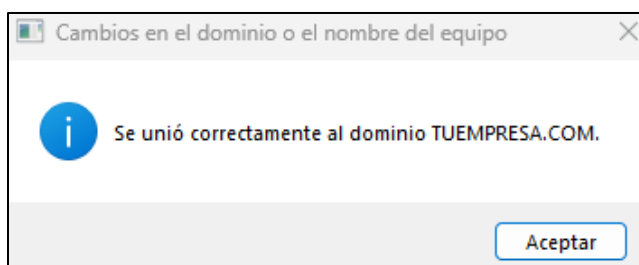 Cambios en el dominio o el nombre del equipo
Se unió correctamente al dominio TUEMPRESA.COM.
Aceptar